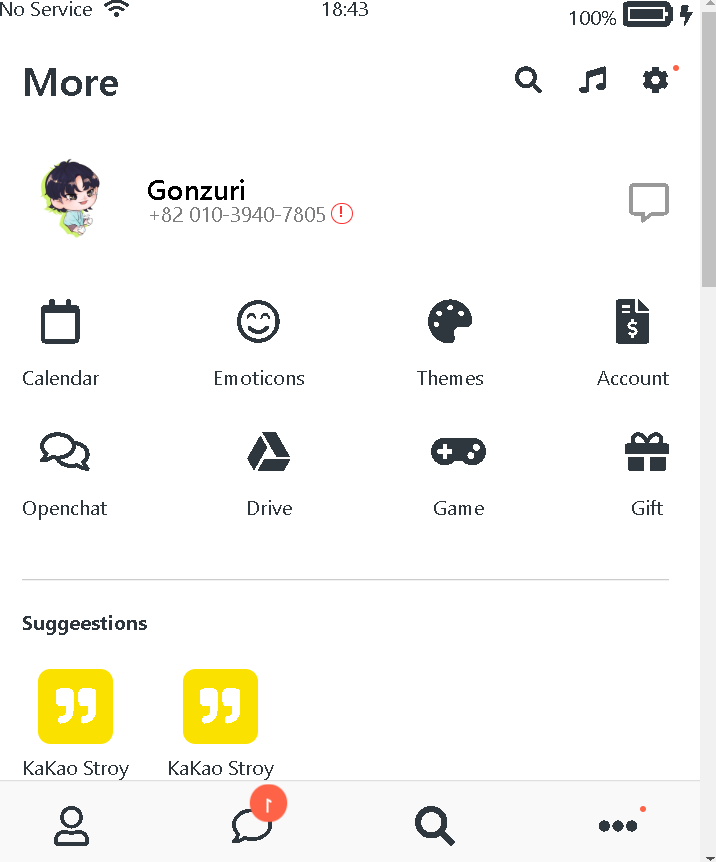 No Service 18:43 100%
More
Gonzuri
+82 010-3940-7805
Calendar Emoticons Themes Account
Openchat Drive Game Gift
Suggeestions
KaKao Stroy KaKao Stroy
1